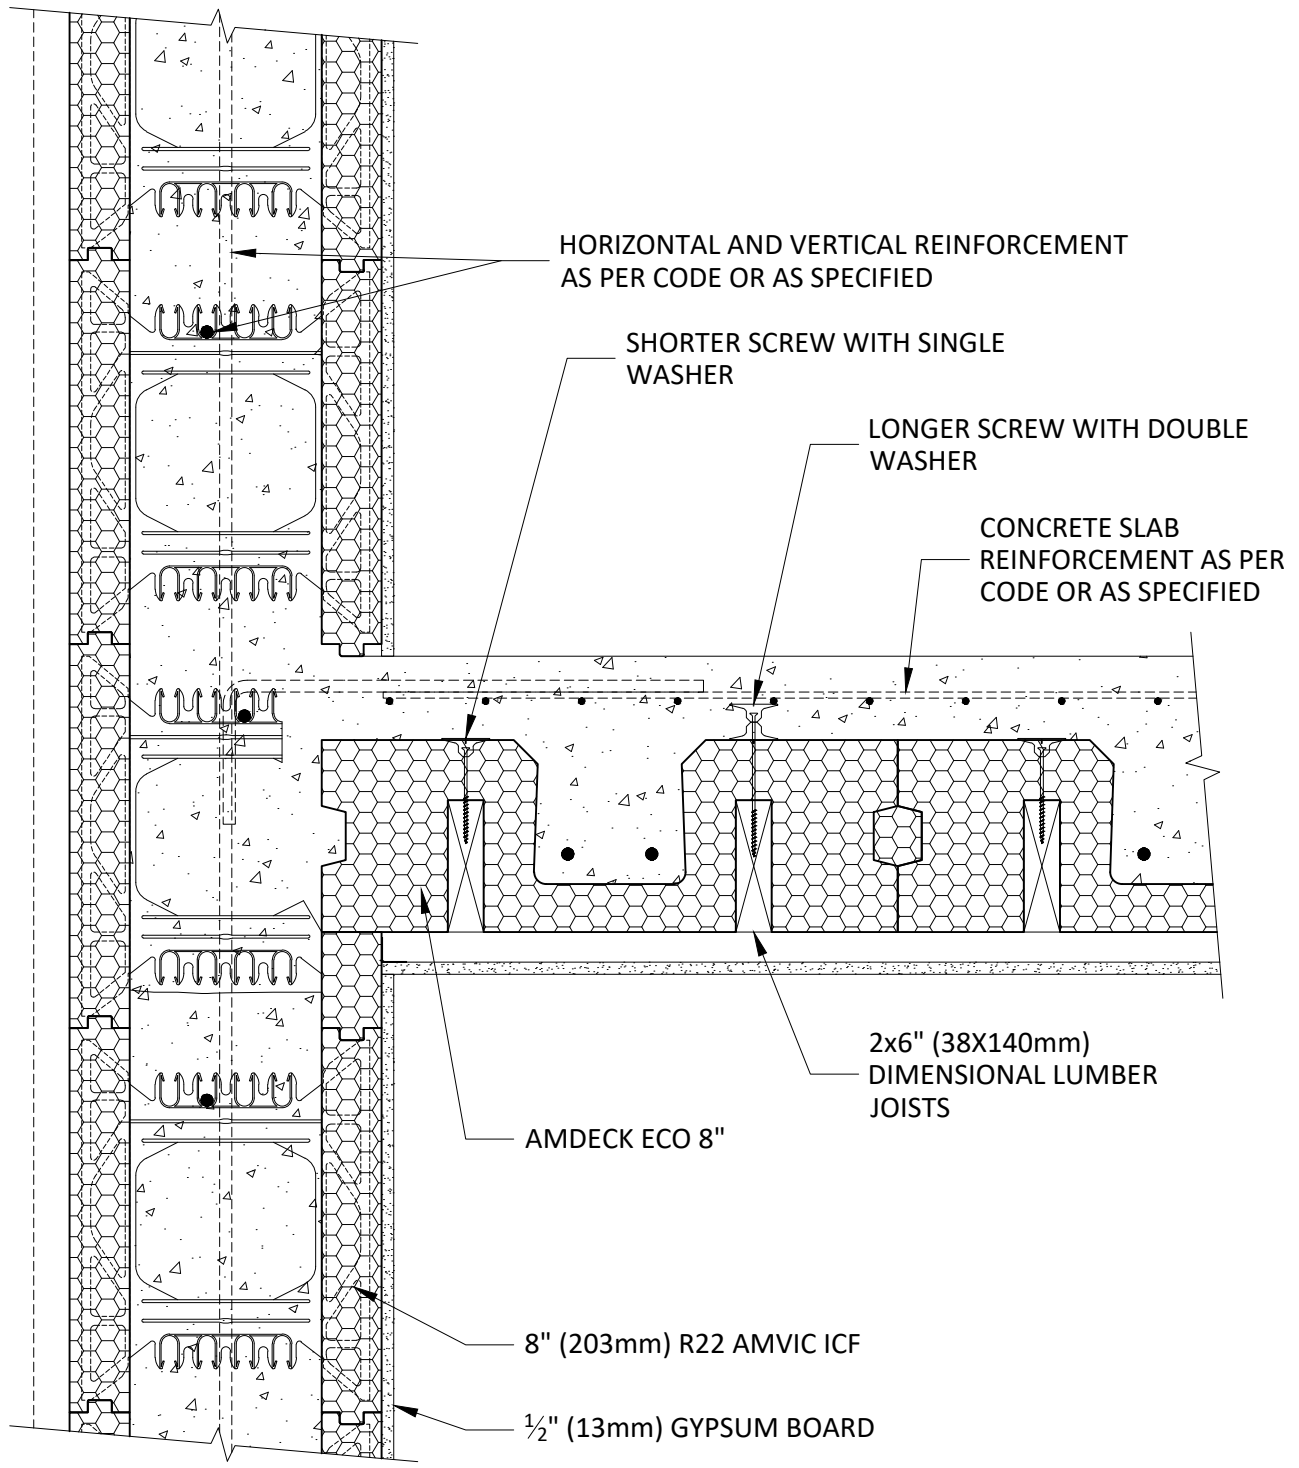 HORIZONTAL AND VERTICAL REINFORCEMENT
AS PER CODE OR AS SPECIFIED
SHORTER SCREW WITH SINGLE
WASHER
LONGER SCREW WITH DOUBLE
WASHER
CONCRETE SLAB
REINFORCEMENT AS PER
CODE OR AS SPECIFIED
2x6" (38X140mm)
DIMENSIONAL LUMBER
JOISTS
AMDECK ECO 8"
8" (203mm) R22 AMVIC ICF
½" (13mm) GYPSUM BOARD